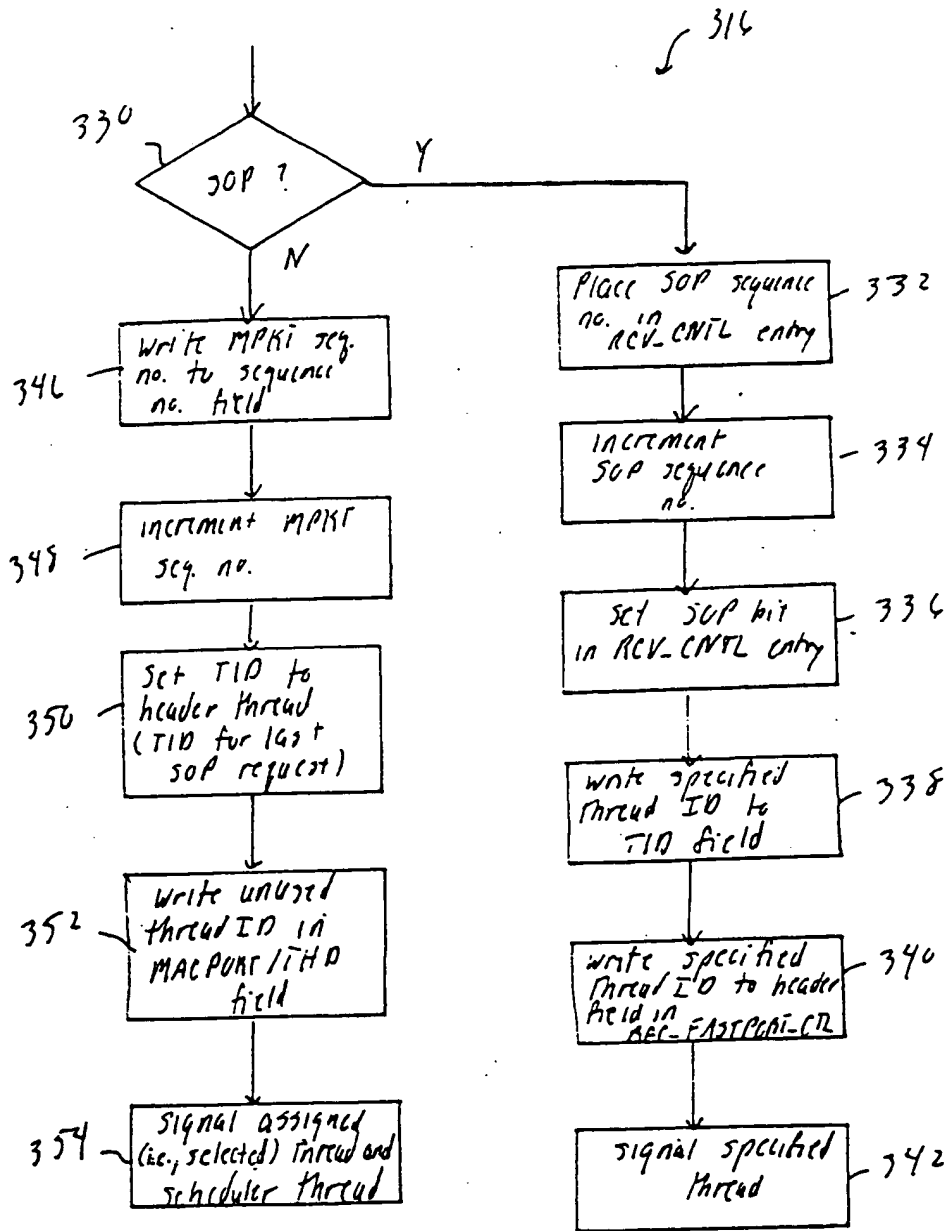 316
330
SOP ?
Y
N
Place SOP sequence
no. in
RCV_CNTL entry
332
increment
SOP sequence
no.
334
set SOP bit
in RCV_CNTL entry
336
write specified
thread ID to
TID field
338
write specified
thread ID to header
field in
REC_FASTPORT_CTL
340
signal specified
thread
342
write MPKT seq.
no. to sequence
no. field
346
increment MPKT
seq. no.
348
Set TID to
header thread
(TID for last
SOP request)
350
write unused
thread ID in
MACPORT/THD
field
352
signal assigned
(i.e., selected) thread and
scheduler thread
354